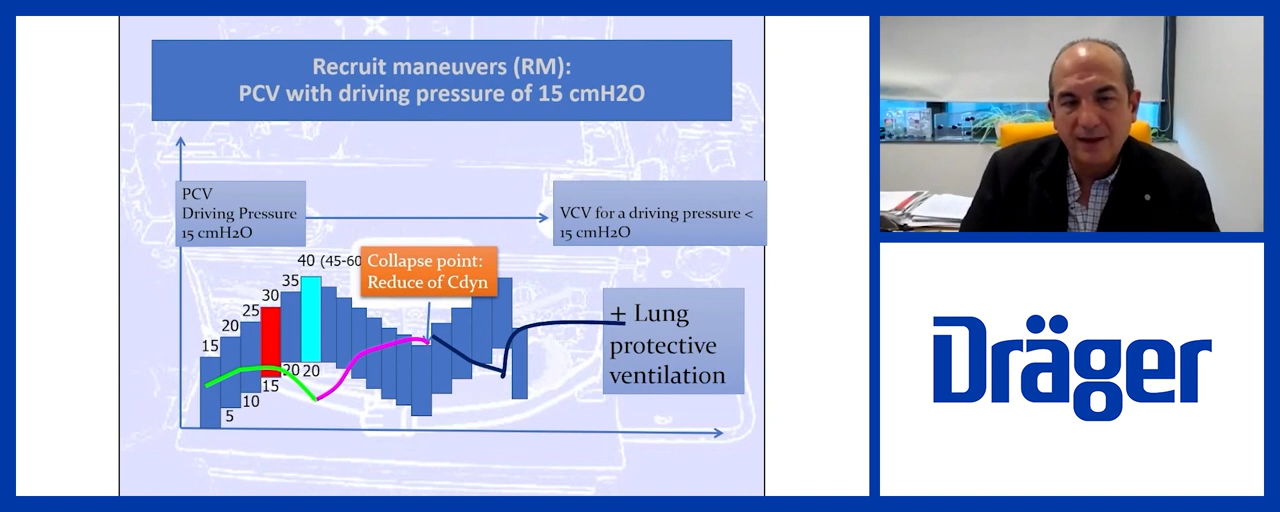 Recruit maneuvers (RM):
PCV with driving pressure of 15 cmH2O
PCV
Driving Pressure
15 cmH2O
VCV for a driving pressure <
15 cmH2O
40 (45-60
Collapse point:
Reduce of Cdyn
35
30
25
20
15
+ Lung
protective
ventilation
20 20
15
10
5
Dräger